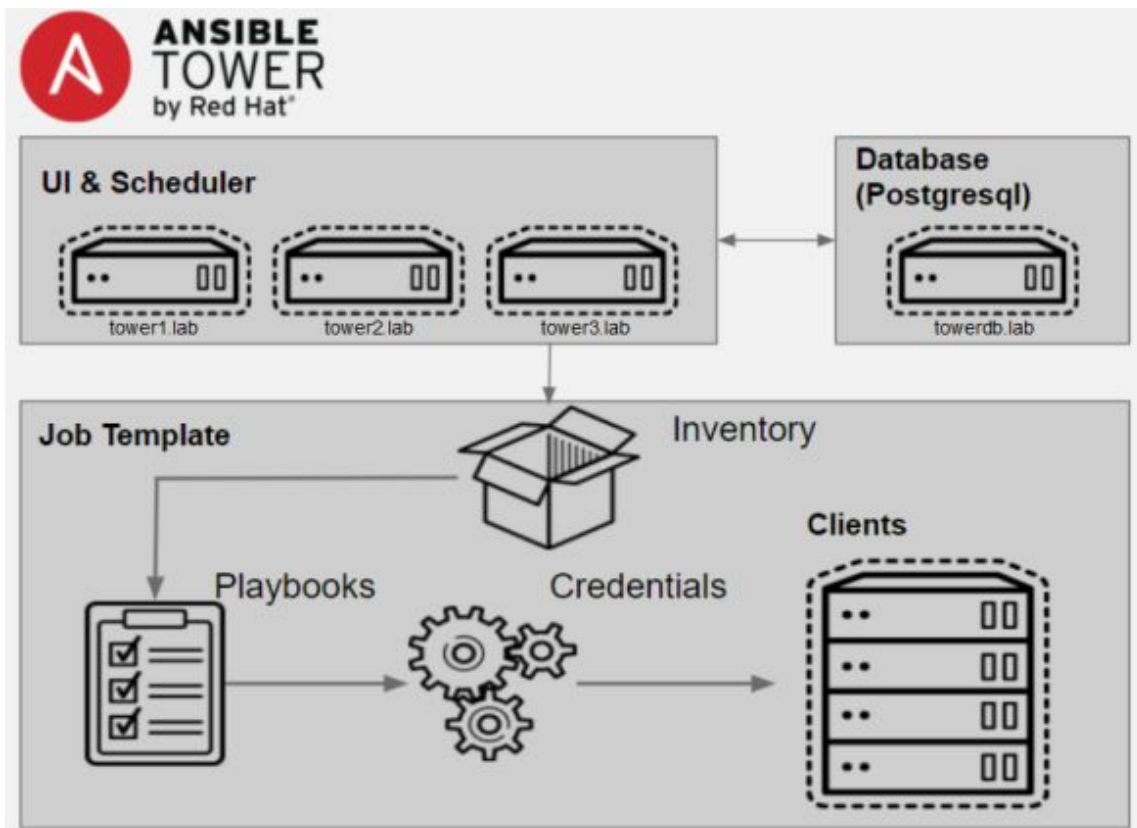 ANSIBLE
TOWER
by Red Hat®
UI & Scheduler
tower1.lab
tower2.lab
tower3.lab
Database
(Postgresql)
towerdb.lab
Job Template
Inventory
Clients
Playbooks
Credentials